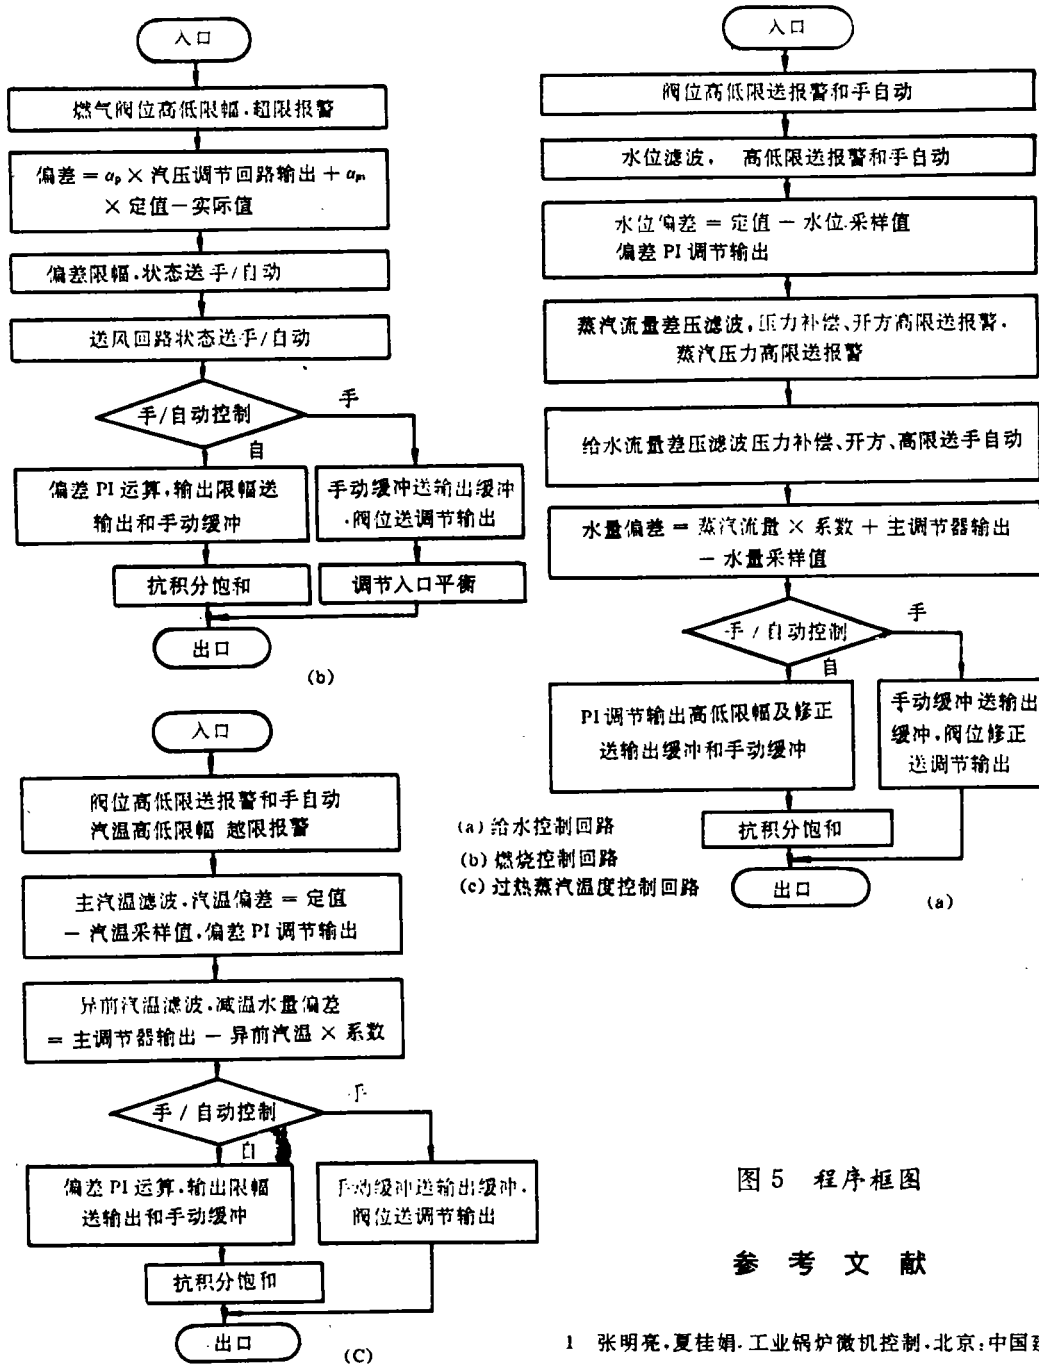 入口
燃气阀位高低限幅.超限报警
偏差 = αp × 汽压调节回路输出 + αm
× 定值－实际值
偏差限幅.状态送手/自动
送风回路状态送手/自动
手/自动控制
手
自
偏差 PI 运算,输出限幅送
输出和手动缓冲
手动缓冲送输出缓冲
.阀位送调节输出
抗积分饱和
调节入口平衡
出口
(b)
入口
阀位高低限送报警和手自动
水位滤波, 高低限送报警和手自动
水位偏差 = 定值 － 水位采样值
偏差 PI 调节输出
蒸汽流量差压滤波,压力补偿、开方高限送报警.
蒸汽压力高限送报警
给水流量差压滤波压力补偿、开方、高限送手自动
水量偏差 = 蒸汽流量 × 系数 + 主调节器输出
－ 水量采样值
手 / 自动控制
手
自
PI 调节输出高低限幅及修正
送输出缓冲和手动缓冲
手动缓冲送输出
缓冲,阀位修正
送调节输出
抗积分饱和
出口
(a)
入口
阀位高低限送报警和手自动
汽温高低限幅 越限报警
主汽温滤波.汽温偏差 = 定值
－ 汽温采样值,偏差 PI 调节输出
异前汽温滤波.减温水量偏差
= 主调节器输出 － 异前汽温 × 系数
手 / 自动控制
手
自
偏差 PI 运算.输出限幅
送输出和手动缓冲
手动缓冲送输出缓冲.
阀位送调节输出
抗积分饱和
出口
(C)
(a) 给水控制回路
(b) 燃烧控制回路
(c) 过热蒸汽温度控制回路
图 5 程序框图
参 考 文 献
1 张明亮.夏桂娟.工业锅炉微机控制.北京:中国